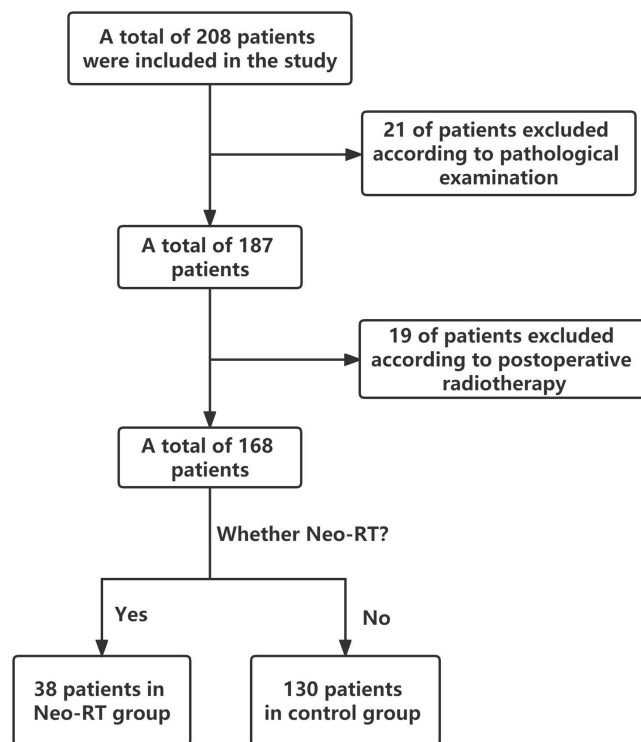 A total of 208 patients
were included in the study
21 of patients excluded
according to pathological
examination
A total of 187
patients
19 of patients excluded
according to postoperative
radiotherapy
A total of 168
patients
Whether Neo-RT?
Yes
No
38 patients in
Neo-RT group
130 patients
in control group